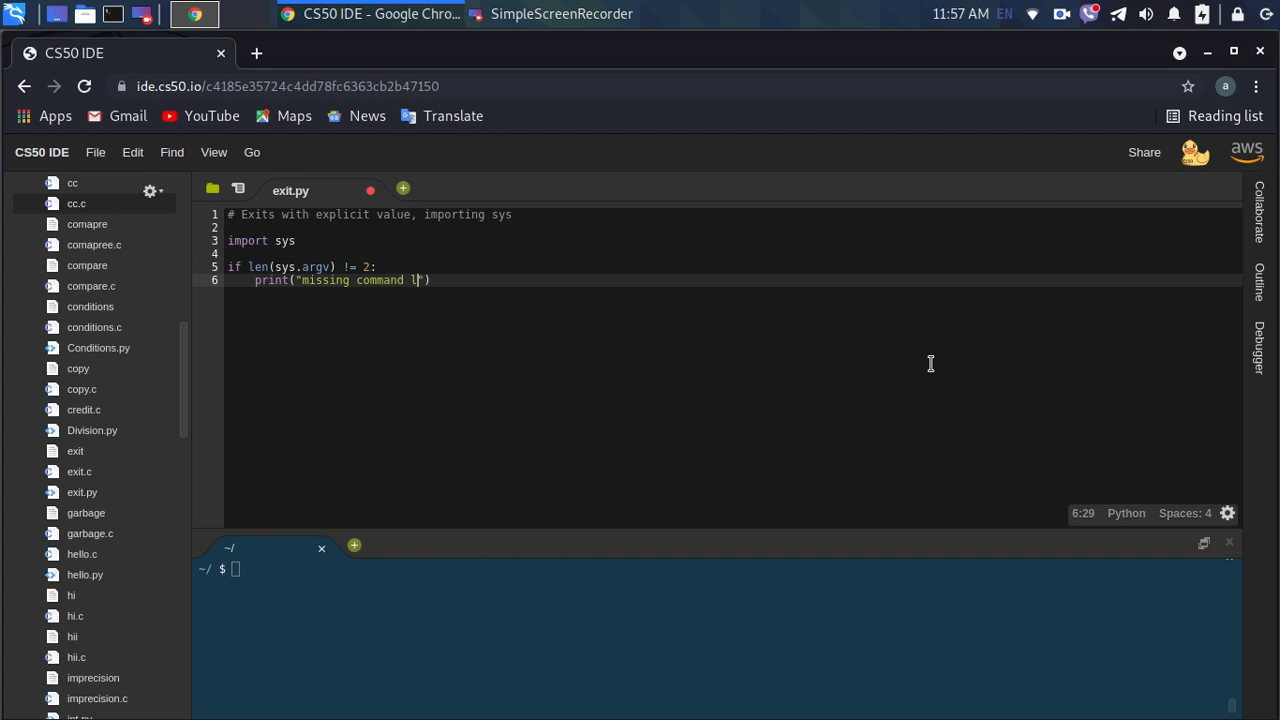 CS50 IDE - Google Chro...
SimpleScreenRecorder
11:57 AM EN
CS50 IDE
ide.cs50.io/c4185e35724c4dd78fc6363cb2b47150
a
Apps
Gmail
YouTube
Maps
News
Translate
Reading list
CS50 IDE
File
Edit
Find
View
Go
Share
aws
cc
cc.c
comapre
comapree.c
compare
compare.c
conditions
conditions.c
Conditions.py
copy
copy.c
credit.c
Division.py
exit
exit.c
exit.py
garbage
garbage.c
hello.c
hello.py
hi
hi.c
hii
hii.c
imprecision
imprecision.c
int.py
exit.py
1 # Exits with explicit value, importing sys
2
3 import sys
4
5 if len(sys.argv) != 2:
6 print("missing command l")
6:29 Python Spaces: 4
Collaborate
Outline
Debugger
~/
~/ $